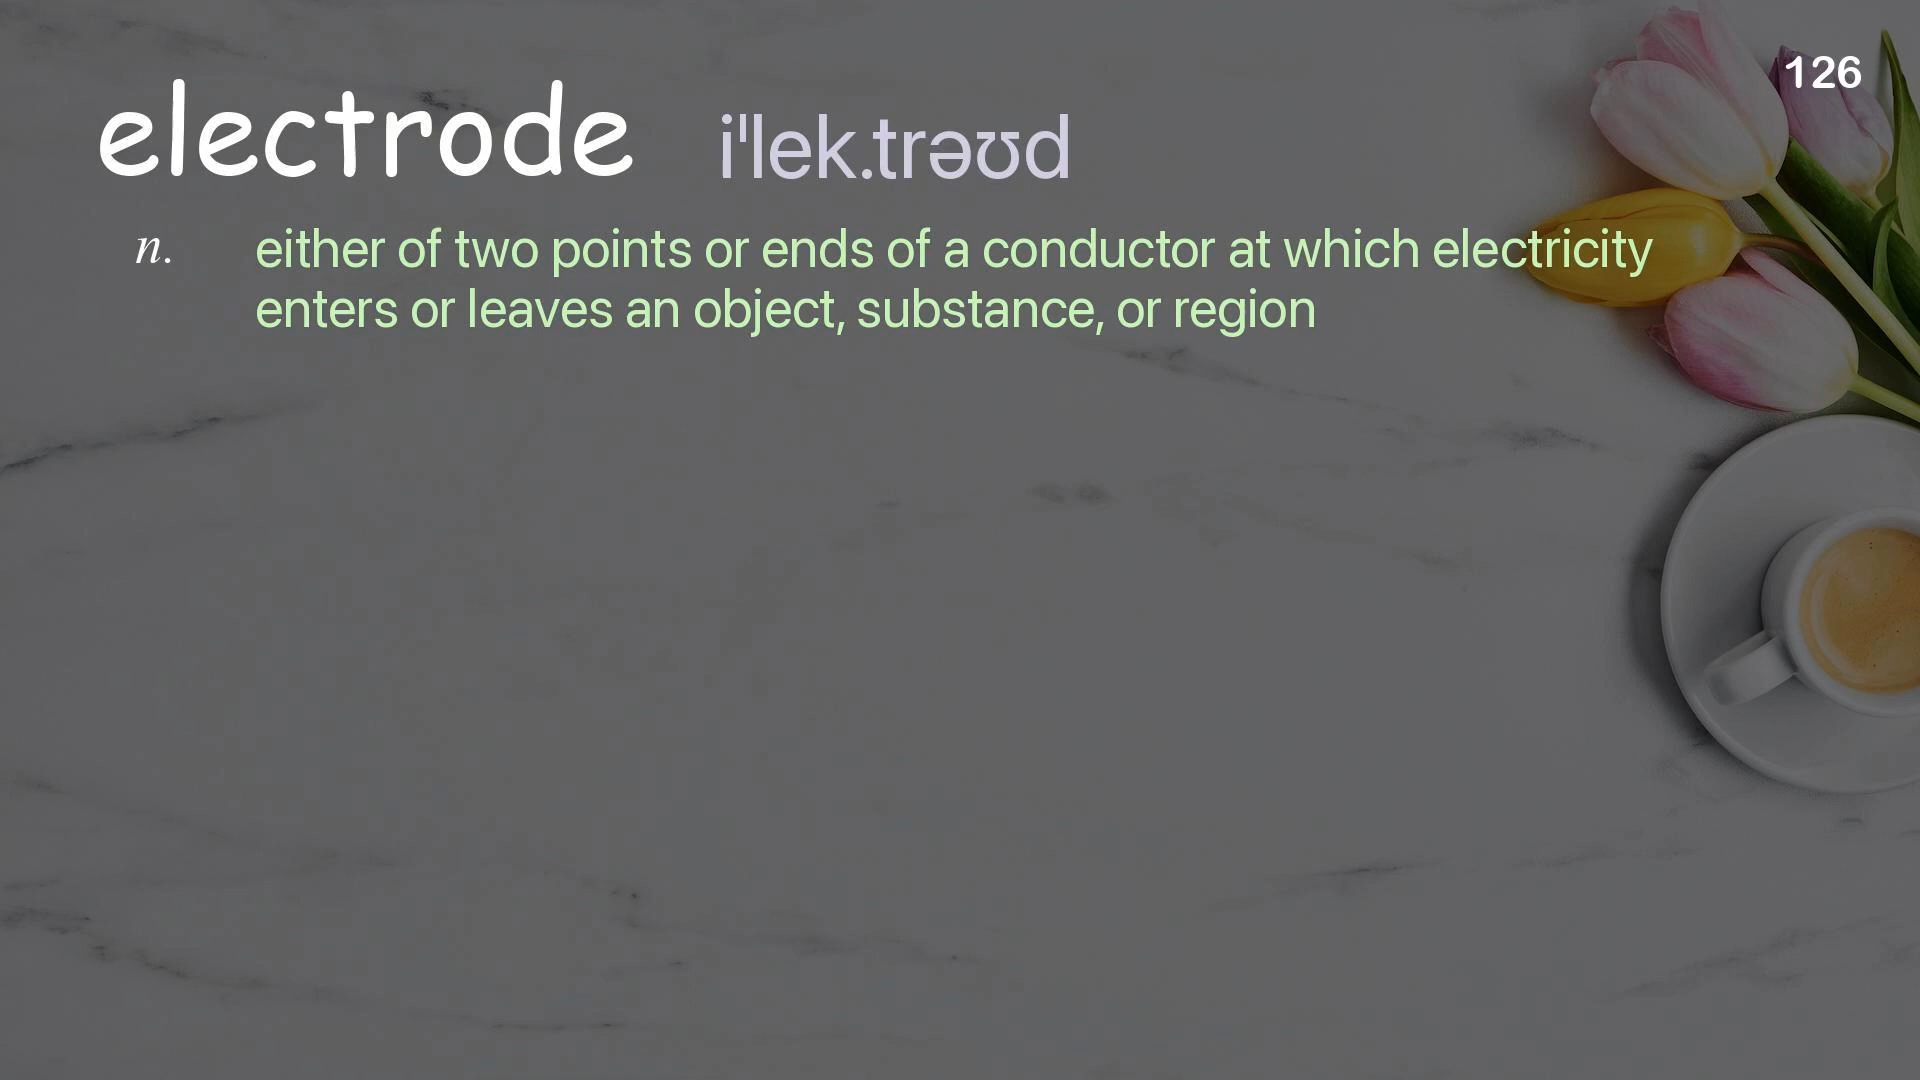 126
electrode iˈlek.trəʊd
n. either of two points or ends of a conductor at which electricity
enters or leaves an object, substance, or region